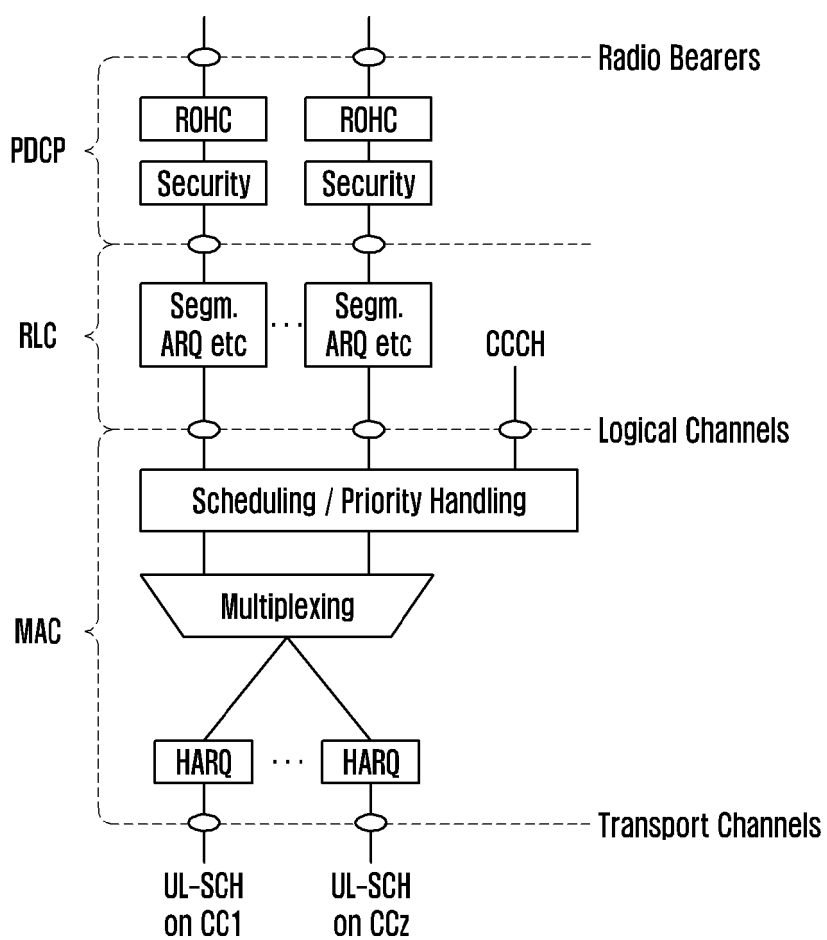 Radio Bearers
ROHC
ROHC
PDCP
Security
Security
Segm.
ARQ etc
...
Segm.
ARQ etc
RLC
CCCH
Logical Channels
Scheduling / Priority Handling
Multiplexing
MAC
HARQ
...
HARQ
Transport Channels
UL-SCH
on CC1
UL-SCH
on CCz